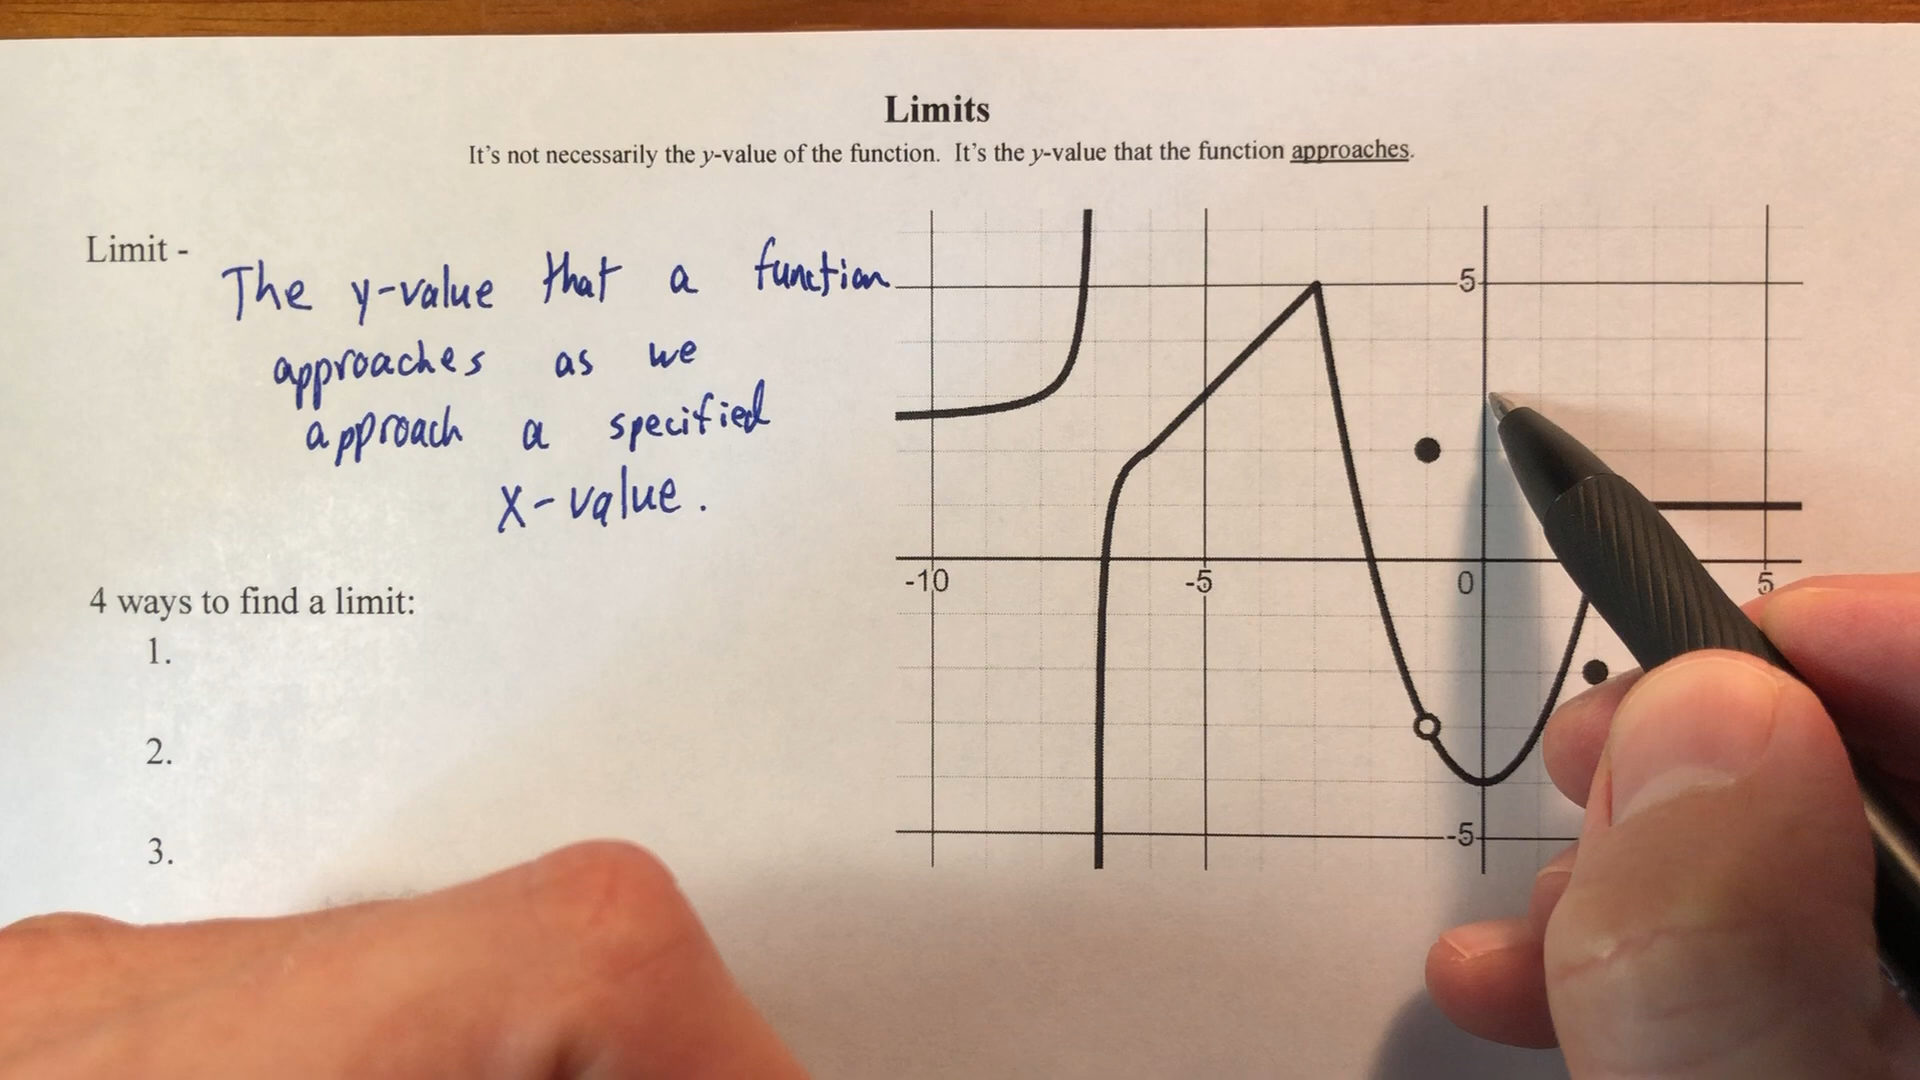 Limits
It's not necessarily the y-value of the function. It's the y-value that the function approaches.
Limit -
The y-value that a function
approaches as we
approach a specified
x-value.
4 ways to find a limit:
1.
2.
3.
5
-10
-5
0
5
-5